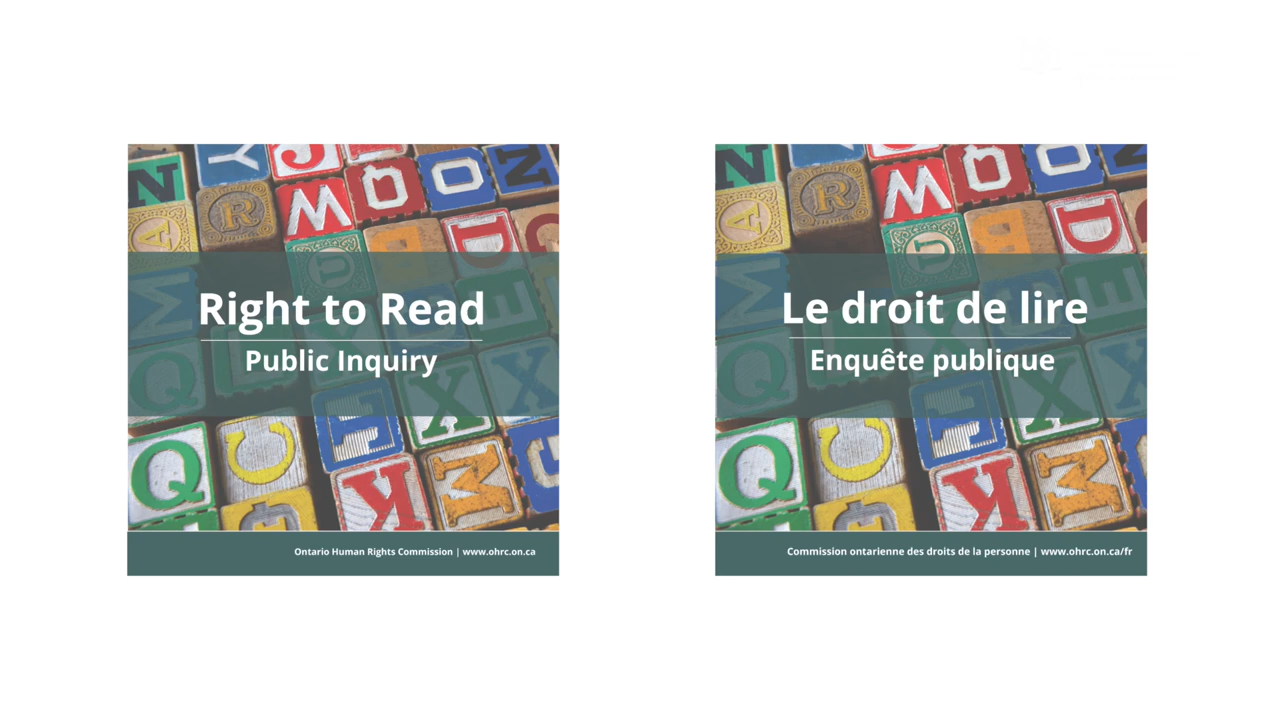 Right to Read
Public Inquiry
Ontario Human Rights Commission | www.ohrc.on.ca
Le droit de lire
Enquête publique
Commission ontarienne des droits de la personne | www.ohrc.on.ca/fr